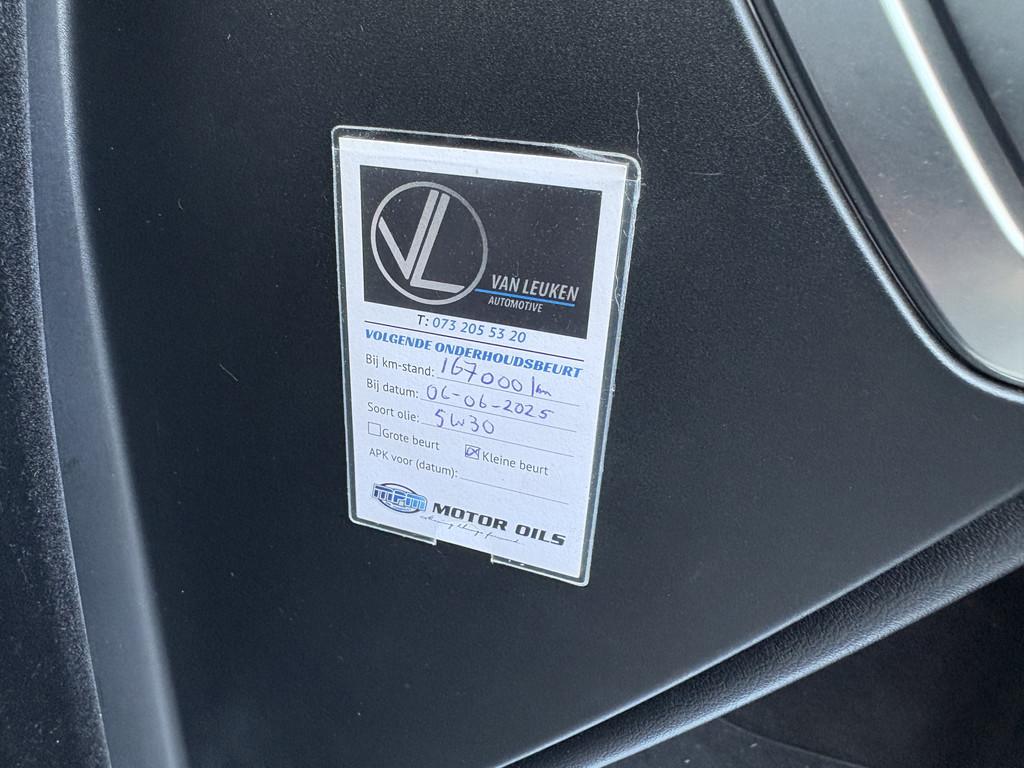 VL
VAN LEUKEN
AUTOMOTIVE
T: 073 205 53 20
VOLGENDE ONDERHOUDSBEURT
Bij km-stand: 167000 km
Bij datum: 06-06-2025
Soort olie: 5W30
Grote beurt Kleine beurt
APK voor (datum):
MOTOR OILS